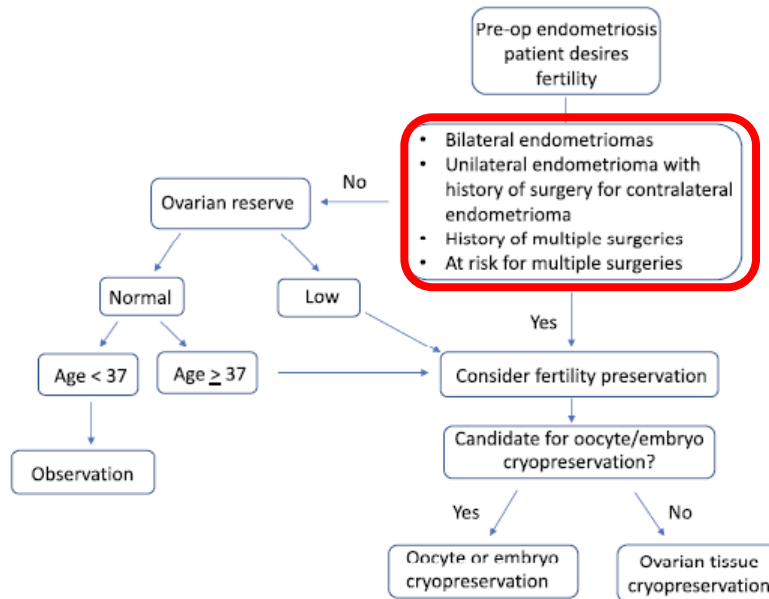 Pre-op endometriosis
patient desires
fertility
• Bilateral endometriomas
• Unilateral endometrioma with
history of surgery for contralateral
endometrioma
• History of multiple surgeries
• At risk for multiple surgeries
No
Ovarian reserve
Normal
Low
Yes
Age < 37
Age ≥ 37
Consider fertility preservation
Observation
Candidate for oocyte/embryo
cryopreservation?
Yes
No
Oocyte or embryo
cryopreservation
Ovarian tissue
cryopreservation